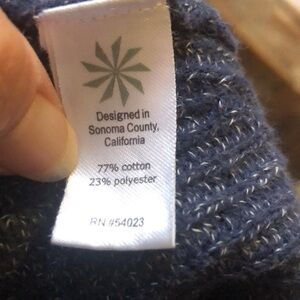 Designed in
Sonoma County,
California
77% cotton
23% polyester
RN #54023